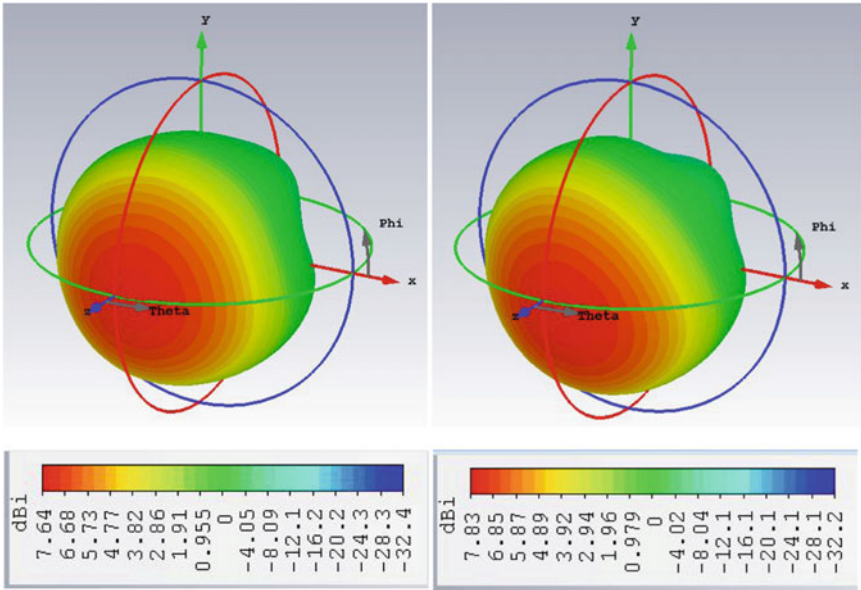 y
Phi
x
z
Theta
y
Phi
x
z
Theta
dBi
7.64
6.68
5.73
4.77
3.82
2.86
1.91
0.955
0
-4.05
-8.09
-12.1
-16.2
-20.2
-24.3
-28.3
-32.4
dBi
7.83
6.85
5.87
4.89
3.92
2.94
1.96
0.979
0
-4.02
-8.04
-12.1
-16.1
-20.1
-24.1
-28.1
-32.2